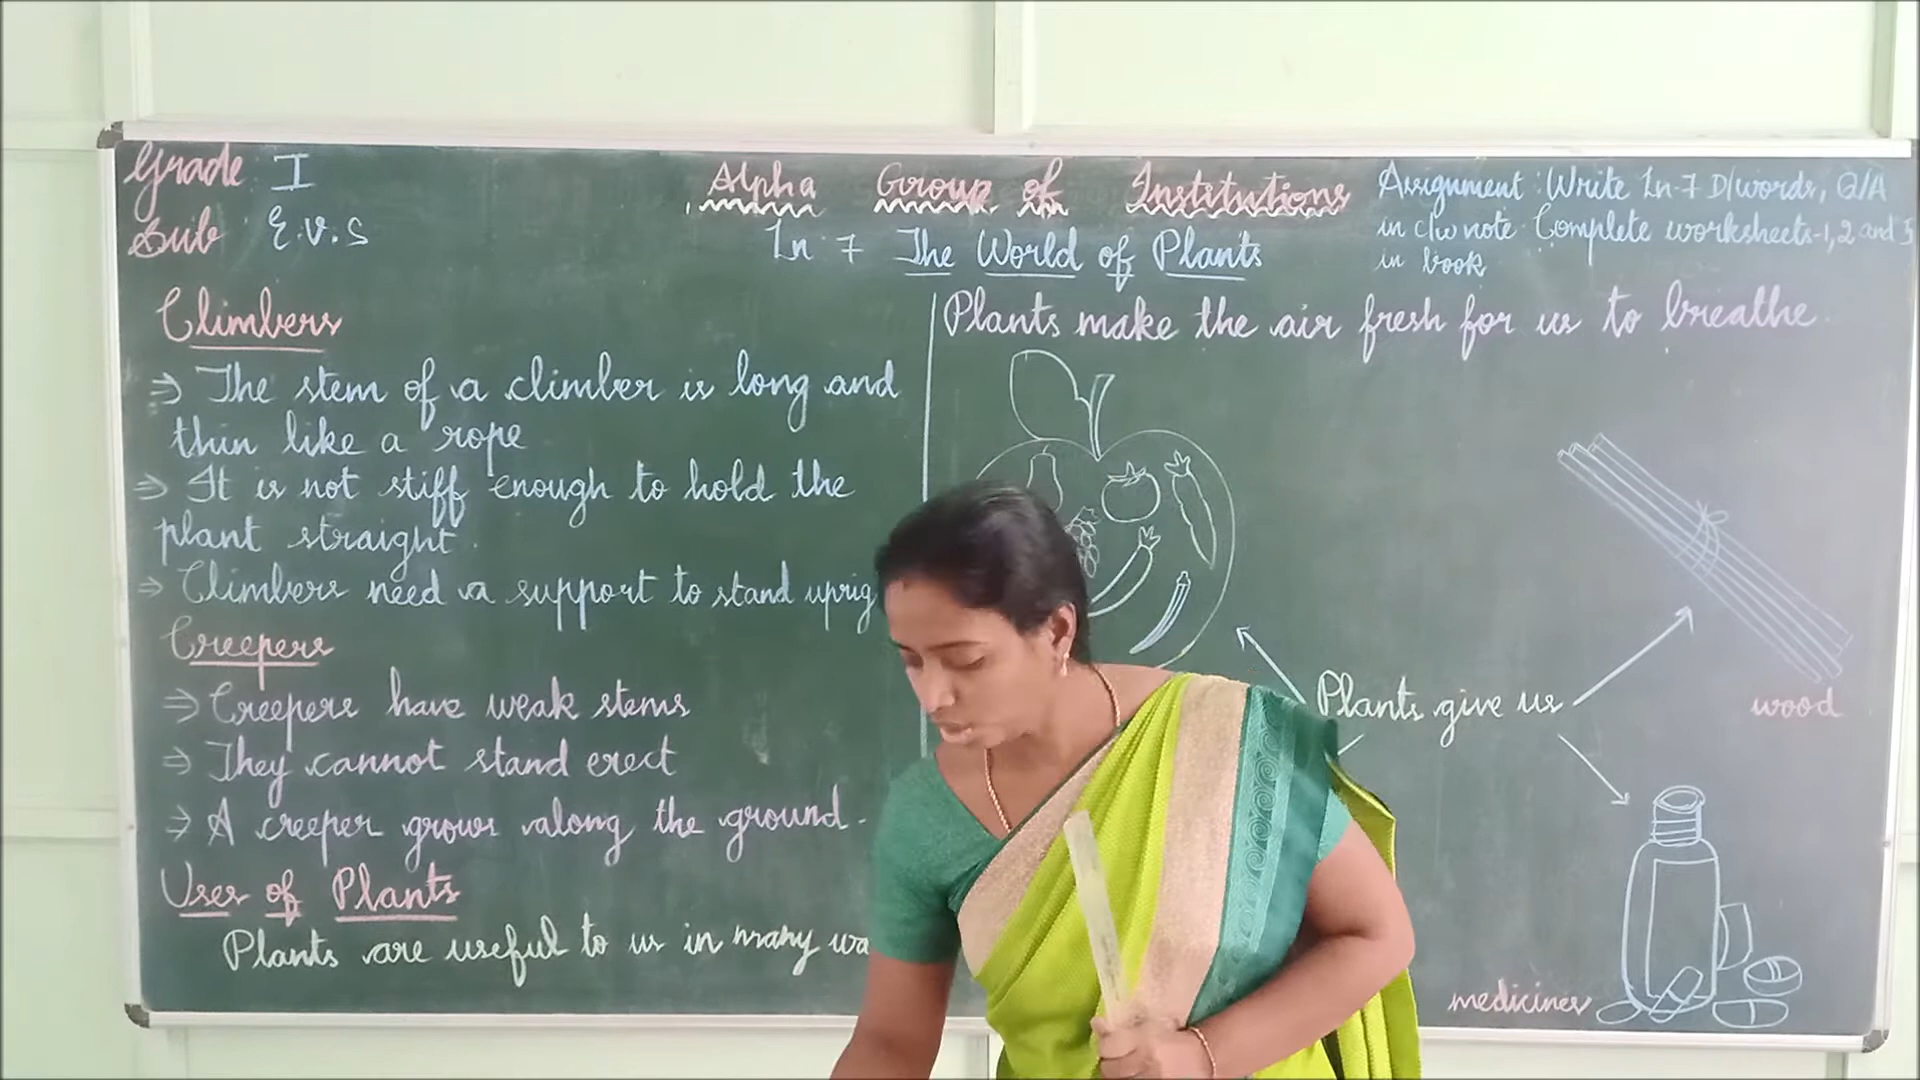 Grade I
Sub E.V.S
Alpha Group of Institutions
Ln 7 The World of Plants
Assignment: Write Ln-7 D/words, Q/A
in c/w note. Complete worksheets-1, 2 and 3
in book
Climbers
⇒ The stem of a climber is long and
thin like a rope
⇒ It is not stiff enough to hold the
plant straight.
⇒ Climbers need a support to stand uprig
Creepers
⇒ Creepers have weak stems
⇒ They cannot stand erect
⇒ A creeper grows along the ground.
Uses of Plants
Plants are useful to us in many wa
Plants make the air fresh for us to breathe.
Plants give us
wood
medicines